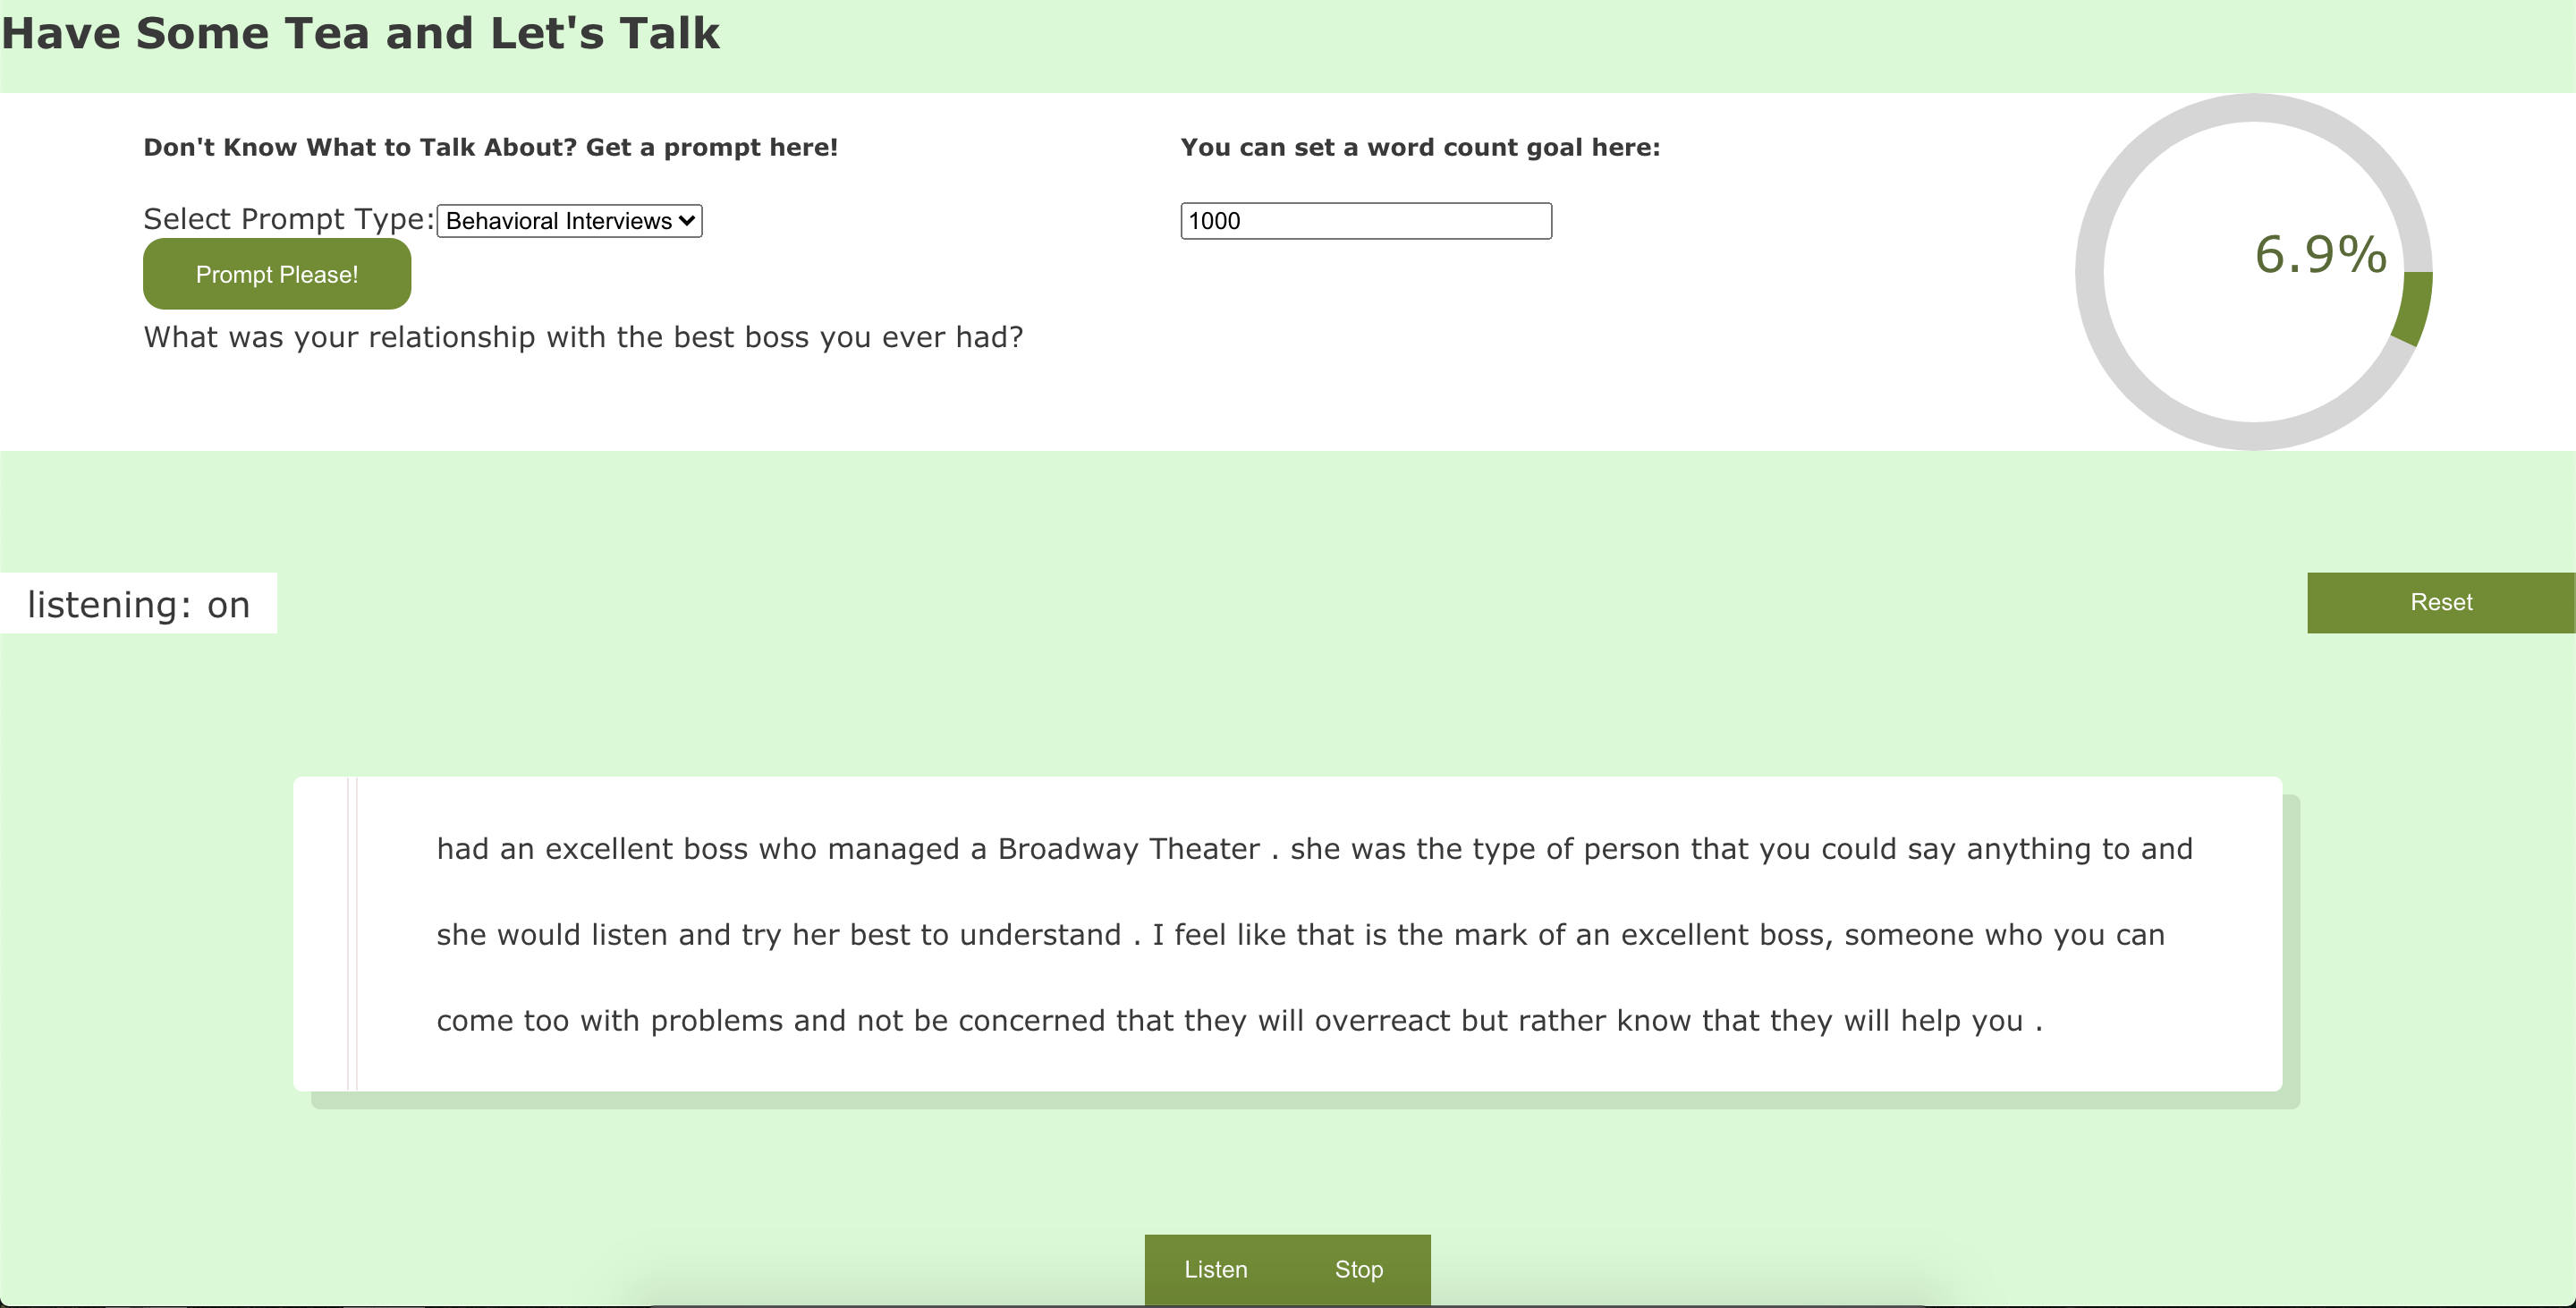 Have Some Tea and Let's Talk
Don't Know What to Talk About? Get a prompt here!
Select Prompt Type: Behavioral Interviews
Prompt Please!
What was your relationship with the best boss you ever had?
You can set a word count goal here:
1000
6.9%
listening: on
Reset
had an excellent boss who managed a Broadway Theater . she was the type of person that you could say anything to and
she would listen and try her best to understand . I feel like that is the mark of an excellent boss, someone who you can
come too with problems and not be concerned that they will overreact but rather know that they will help you .
Listen
Stop